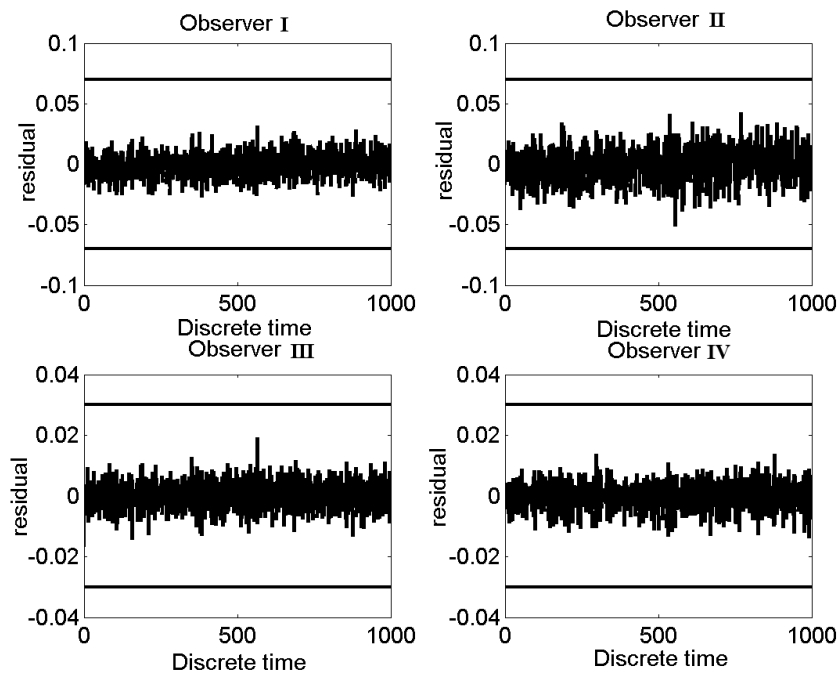 Observer I
0.1
0.05
0
-0.05
-0.1
residual
0
500
1000
Discrete time
Observer II
0.1
0.05
0
-0.05
-0.1
residual
0
500
1000
Discrete time
Observer III
0.04
0.02
0
-0.02
-0.04
residual
0
500
1000
Discrete time
Observer IV
0.04
0.02
0
-0.02
-0.04
residual
0
500
1000
Discrete time